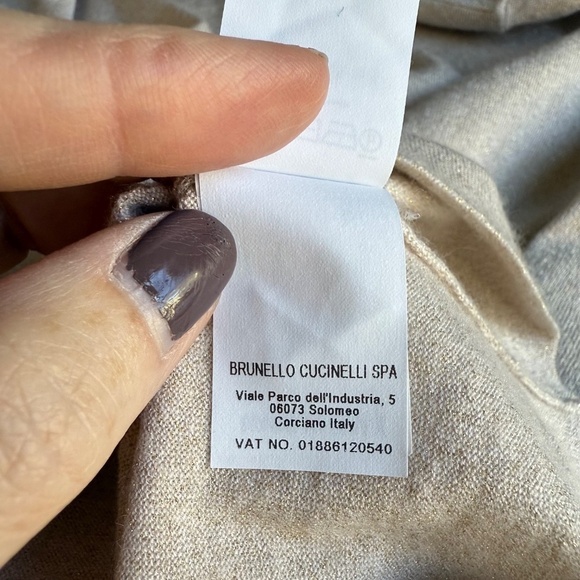 BRUNELLO CUCINELLI SPA
Viale Parco dell'Industria, 5
06073 Solomeo
Corciano Italy
VAT NO. 01886120540